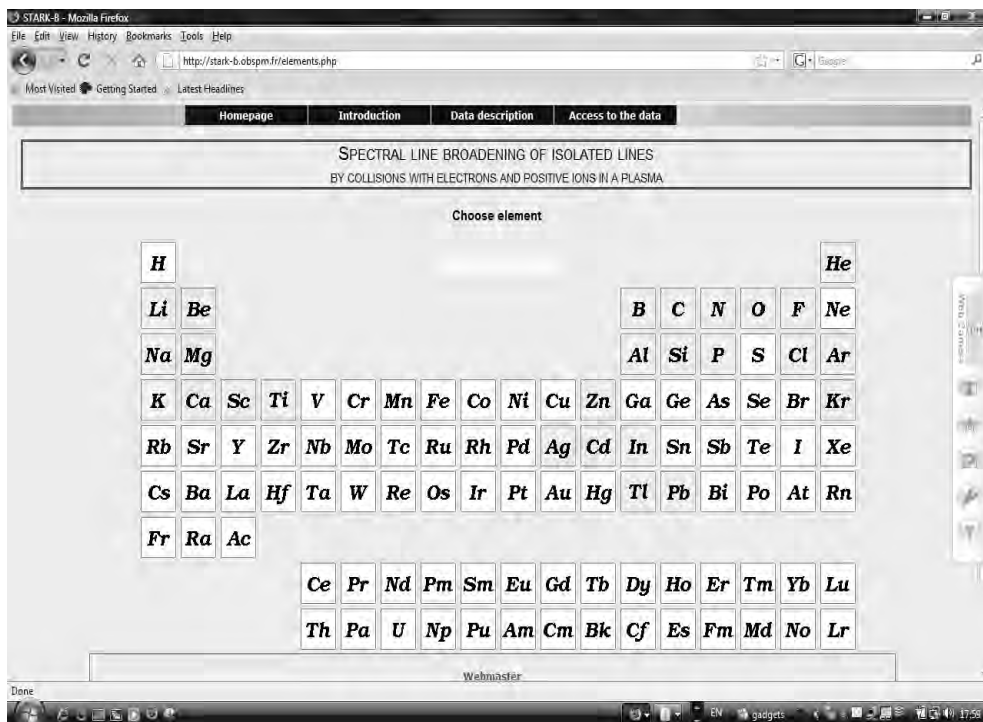 STARK-B - Mozilla Firefox
File Edit View History Bookmarks Tools Help
http://stark-b.obspm.fr/elements.php
Most Visited Getting Started Latest Headlines
Homepage Introduction Data description Access to the data
SPECTRAL LINE BROADENING OF ISOLATED LINES
BY COLLISIONS WITH ELECTRONS AND POSITIVE IONS IN A PLASMA
Choose element
H He
Li Be B C N O F Ne
Na Mg Al Si P S Cl Ar
K Ca Sc Ti V Cr Mn Fe Co Ni Cu Zn Ga Ge As Se Br Kr
Rb Sr Y Zr Nb Mo Tc Ru Rh Pd Ag Cd In Sn Sb Te I Xe
Cs Ba La Hf Ta W Re Os Ir Pt Au Hg Tl Pb Bi Po At Rn
Fr Ra Ac
Ce Pr Nd Pm Sm Eu Gd Tb Dy Ho Er Tm Yb Lu
Th Pa U Np Pu Am Cm Bk Cf Es Fm Md No Lr
Webmaster
Done
EN gadgets 17:59